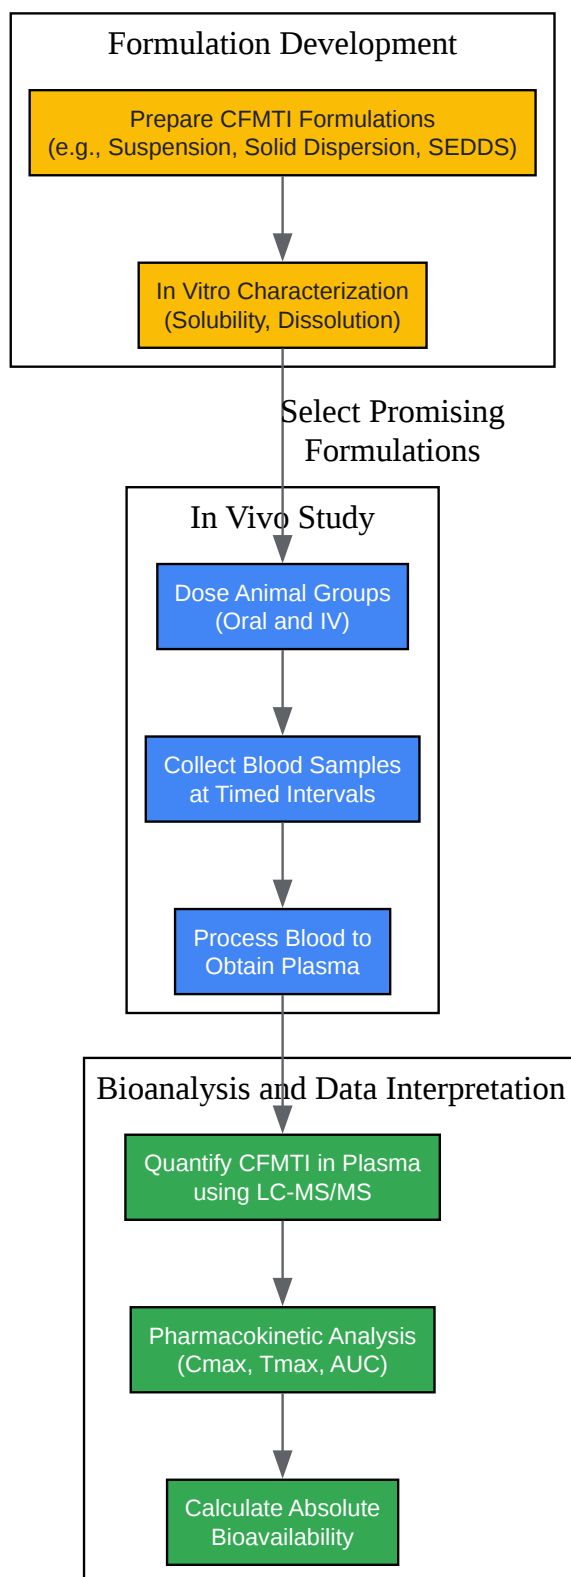 Formulation Development
Prepare CFMTI Formulations
(e.g., Suspension, Solid Dispersion, SEDDS)
In Vitro Characterization
(Solubility, Dissolution)
Select Promising
Formulations
In Vivo Study
Dose Animal Groups
(Oral and IV)
Collect Blood Samples
at Timed Intervals
Process Blood to
Obtain Plasma
Bioanalysis and Data Interpretation
Quantify CFMTI in Plasma
using LC-MS/MS
Pharmacokinetic Analysis
(Cmax, Tmax, AUC)
Calculate Absolute
Bioavailability